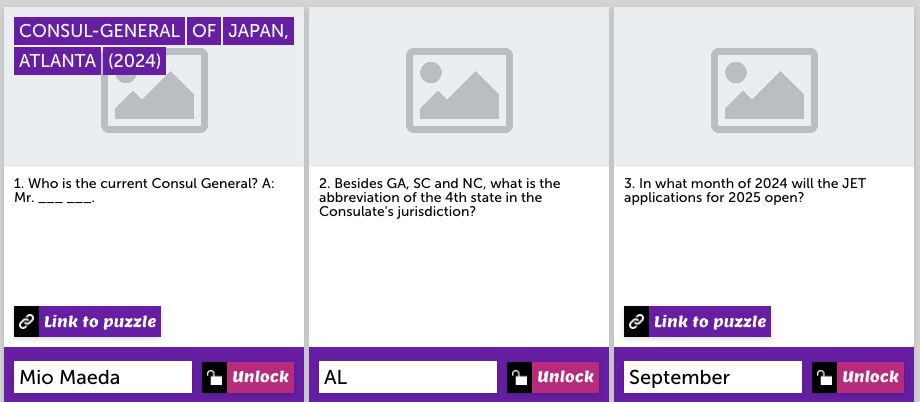 CONSUL-GENERAL OF JAPAN,
ATLANTA (2024)
1. Who is the current Consul General? A:
Mr. ___ ___.
Link to puzzle
Mio Maeda
Unlock
2. Besides GA, SC and NC, what is the
abbreviation of the 4th state in the
Consulate's jurisdiction?
AL
Unlock
3. In what month of 2024 will the JET
applications for 2025 open?
Link to puzzle
September
Unlock